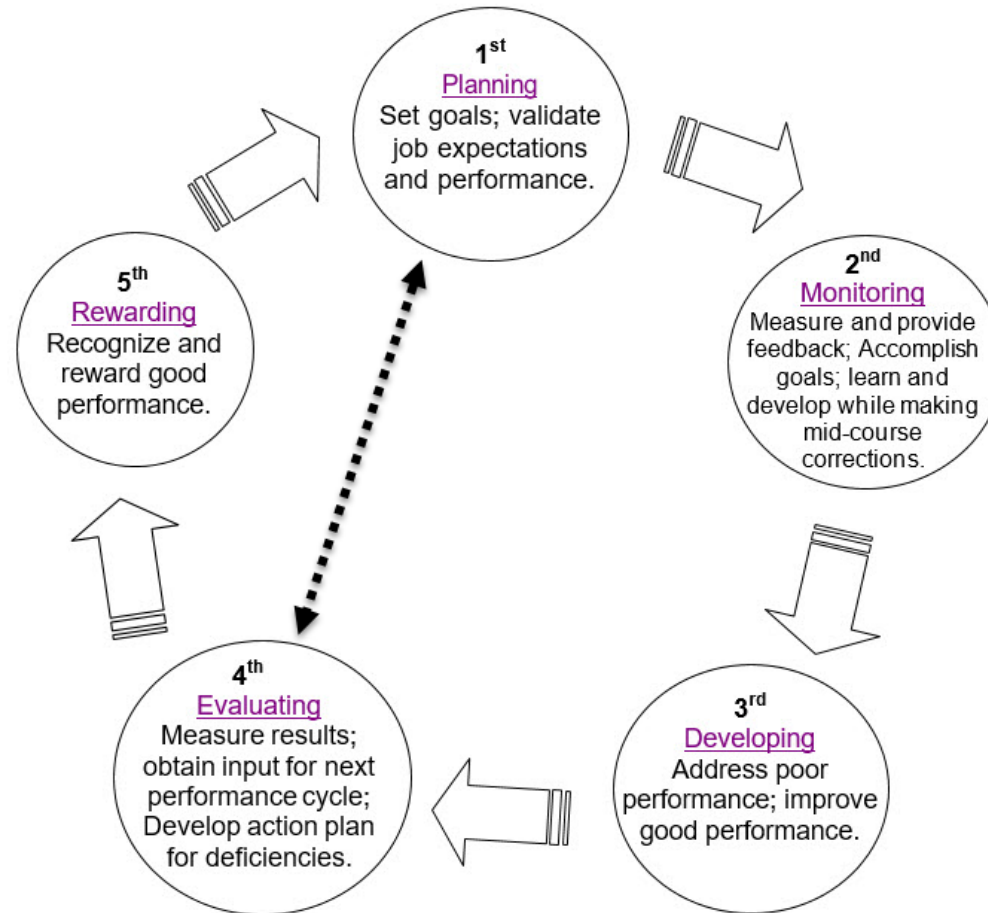 1st
Planning
Set goals; validate
job expectations
and performance.
2nd
Monitoring
Measure and provide
feedback; Accomplish
goals; learn and
develop while making
mid-course
corrections.
3rd
Developing
Address poor
performance; improve
good performance.
4th
Evaluating
Measure results;
obtain input for next
performance cycle;
Develop action plan
for deficiencies.
5th
Rewarding
Recognize and
reward good
performance.